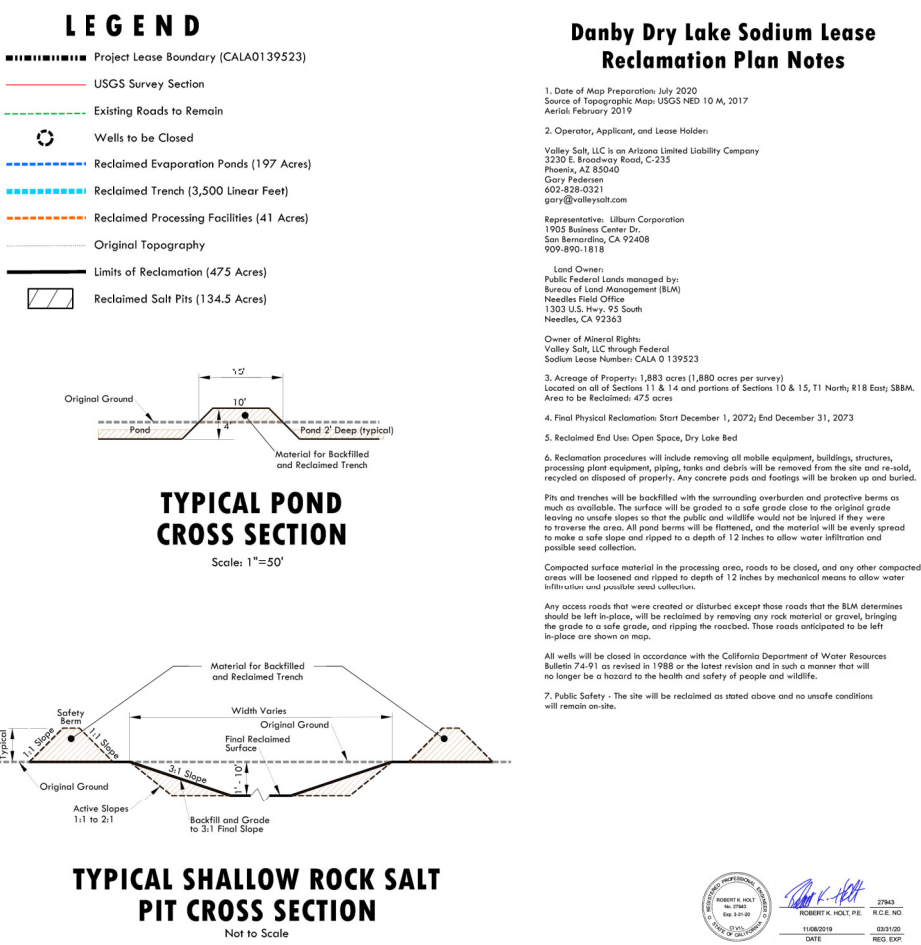 LEGEND
Project Lease Boundary (CALA0139523)
USGS Survey Section
Existing Roads to Remain
Wells to be Closed
Reclaimed Evaporation Ponds (197 Acres)
Reclaimed Trench (3,500 Linear Feet)
Reclaimed Processing Facilities (41 Acres)
Original Topography
Limits of Reclamation (475 Acres)
Reclaimed Salt Pits (134.5 Acres)
15'
Original Ground
10'
4'
Pond
Pond 2' Deep (typical)
Material for Backfilled
and Reclaimed Trench
TYPICAL POND
CROSS SECTION
Scale: 1"=50'
Material for Backfilled
and Reclaimed Trench
Safety
Berm
Width Varies
Original Ground
Typical
1:1 Slope
1:1 Slope
Final Reclaimed
Surface
3:1 Slope
1' - 10'
Original Ground
Active Slopes
1:1 to 2:1
Backfill and Grade
to 3:1 Final Slope
TYPICAL SHALLOW ROCK SALT
PIT CROSS SECTION
Not to Scale
Danby Dry Lake Sodium Lease
Reclamation Plan Notes
1. Date of Map Preparation: July 2020
Source of Topographic Map: USGS NED 10 M, 2017
Aerial: February 2019
2. Operator, Applicant, and Lease Holder:
Valley Salt, LLC is an Arizona Limited Liability Company
3230 E. Broadway Road, C-235
Phoenix, AZ 85040
Gary Pedersen
602-828-0321
gary@valleysalt.com
Representative: Lilburn Corporation
1905 Business Center Dr.
San Bernardino, CA 92408
909-890-1818
Land Owner:
Public Federal Lands managed by:
Bureau of Land Management (BLM)
Needles Field Office
1303 U.S. Hwy. 95 South
Needles, CA 92363
Owner of Mineral Rights:
Valley Salt, LLC through Federal
Sodium Lease Number: CALA 0 139523
3. Acreage of Property: 1,883 acres (1,880 acres per survey)
Located on all of Sections 11 & 14 and portions of Sections 10 & 15, T1 North; R18 East; SBBM.
Area to be Reclaimed: 475 acres
4. Final Physical Reclamation: Start December 1, 2072; End December 31, 2073
5. Reclaimed End Use: Open Space, Dry Lake Bed
6. Reclamation procedures will include removing all mobile equipment, buildings, structures,
processing plant equipment, piping, tanks and debris will be removed from the site and re-sold,
recycled on disposed of properly. Any concrete pads and footings will be broken up and buried.
Pits and trenches will be backfilled with the surrounding overburden and protective berms as
much as available. The surface will be graded to a safe grade close to the original grade
leaving no unsafe slopes so that the public and wildlife would not be injured if they were
to traverse the area. All pond berms will be flattened, and the material will be evenly spread
to make a safe slope and ripped to a depth of 12 inches to allow water infiltration and
possible seed collection.
Compacted surface material in the processing area, roads to be closed, and any other compacted
areas will be loosened and ripped to depth of 12 inches by mechanical means to allow water
infiltration and possible seed collection.
Any access roads that were created or disturbed except those roads that the BLM determines
should be left in-place, will be reclaimed by removing any rock material or gravel, bringing
the grade to a safe grade, and ripping the roadbed. Those roads anticipated to be left
in-place are shown on map.
All wells will be closed in accordance with the California Department of Water Resources
Bulletin 74-91 as revised in 1988 or the latest revision and in such a manner that will
no longer be a hazard to the health and safety of people and wildlife.
7. Public Safety - The site will be reclaimed as stated above and no unsafe conditions
will remain on-site.
REGISTERED PROFESSIONAL ENGINEER
ROBERT K. HOLT
No. 27943
Exp. 3-31-20
CIVIL
STATE OF CALIFORNIA
Robert K. Holt
ROBERT K. HOLT, P.E.
27943
R.C.E. NO.
11/08/2019
DATE
03/31/20
REG. EXP.